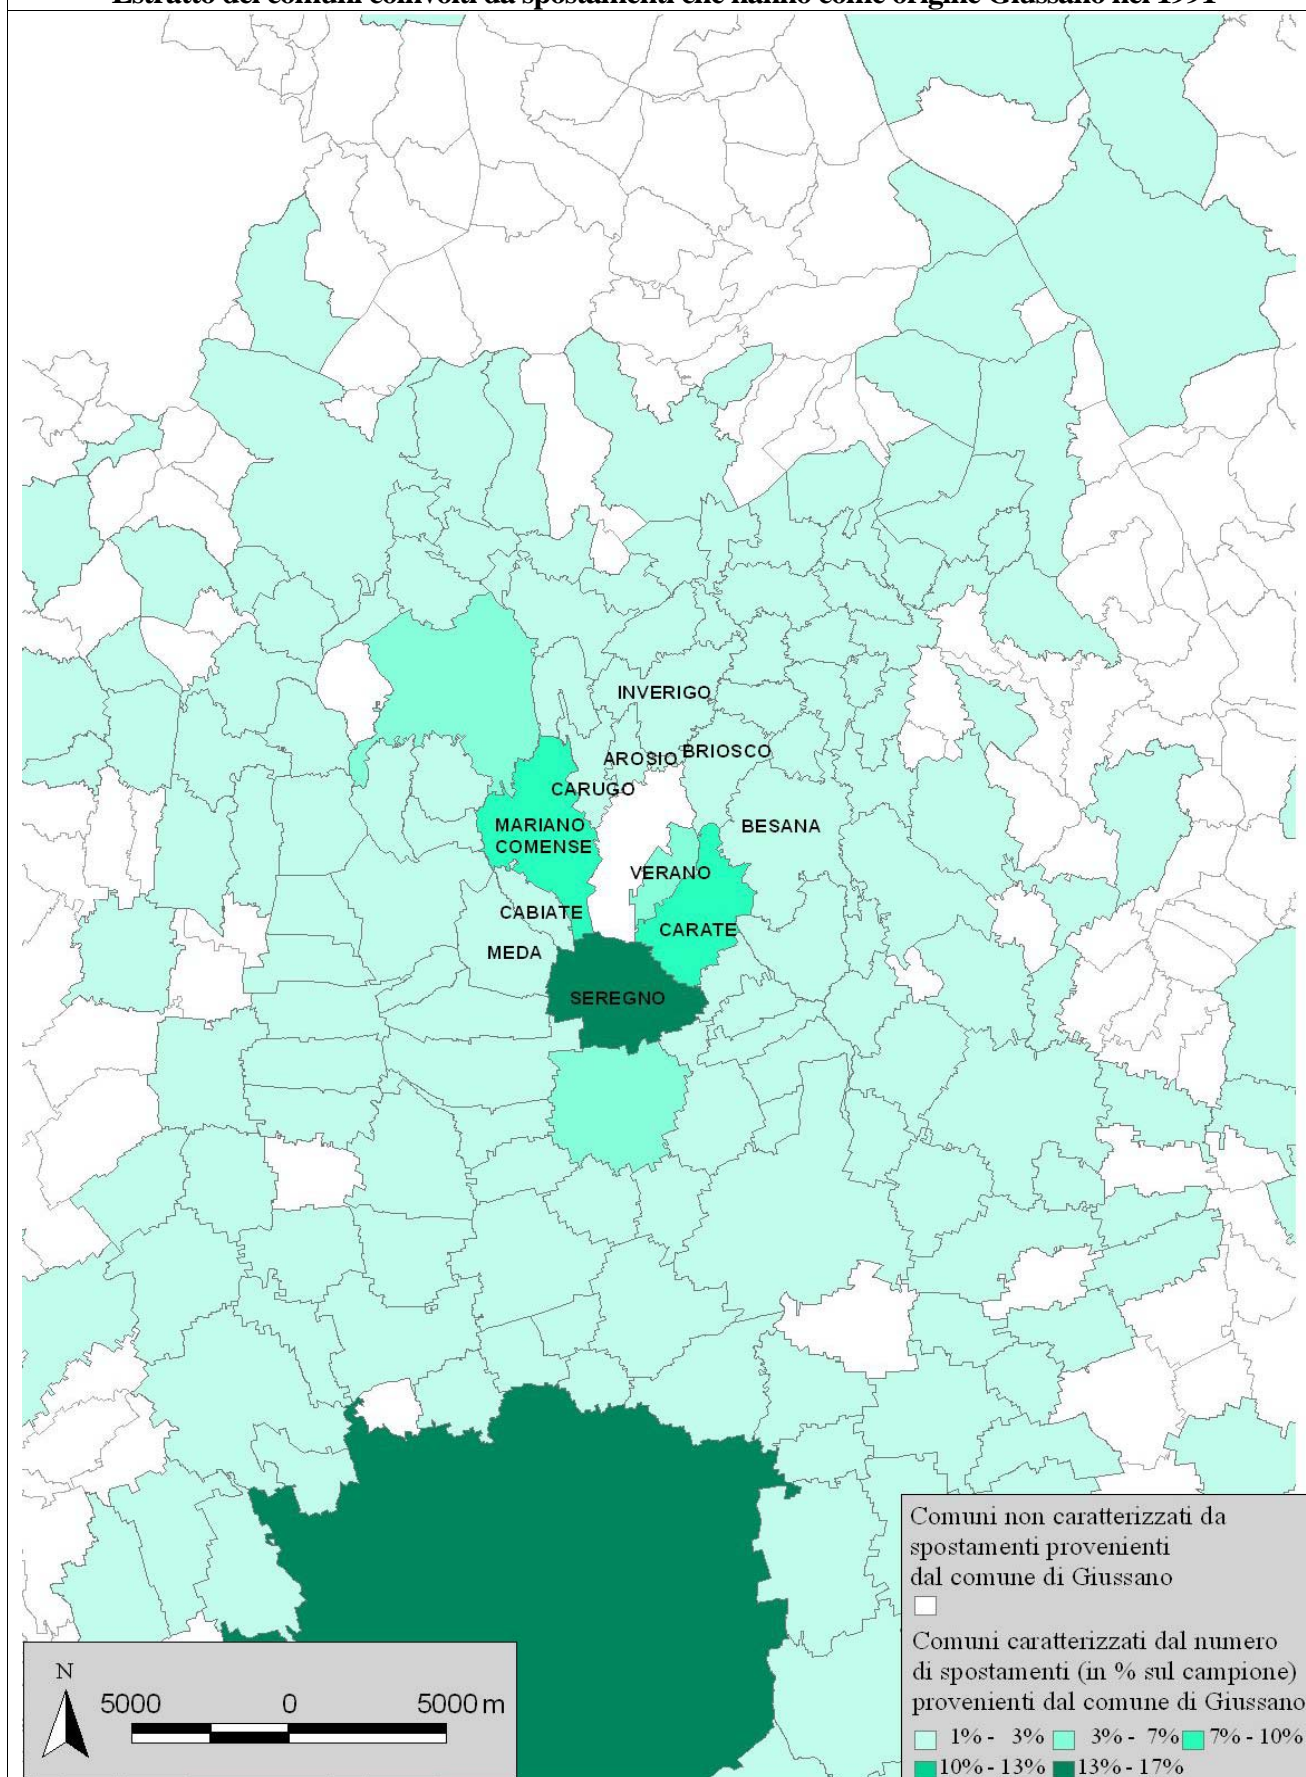 Estratto dei comuni coinvolti da spostamenti che hanno come origine Giussano nel 1991
INVERIGO
AROSIO
BRIOSCO
CARUGO
MARIANO
COMENSE
BESANA
VERANO
CABIATE
CARATE
MEDA
SEREGNO
Comuni non caratterizzati da
spostamenti provenienti
dal comune di Giussano
Comuni caratterizzati dal numero
di spostamenti (in % sul campione)
provenienti dal comune di Giussano
1% - 3% 3% - 7% 7% - 10%
10% - 13% 13% - 17%
N
5000 0 5000 m